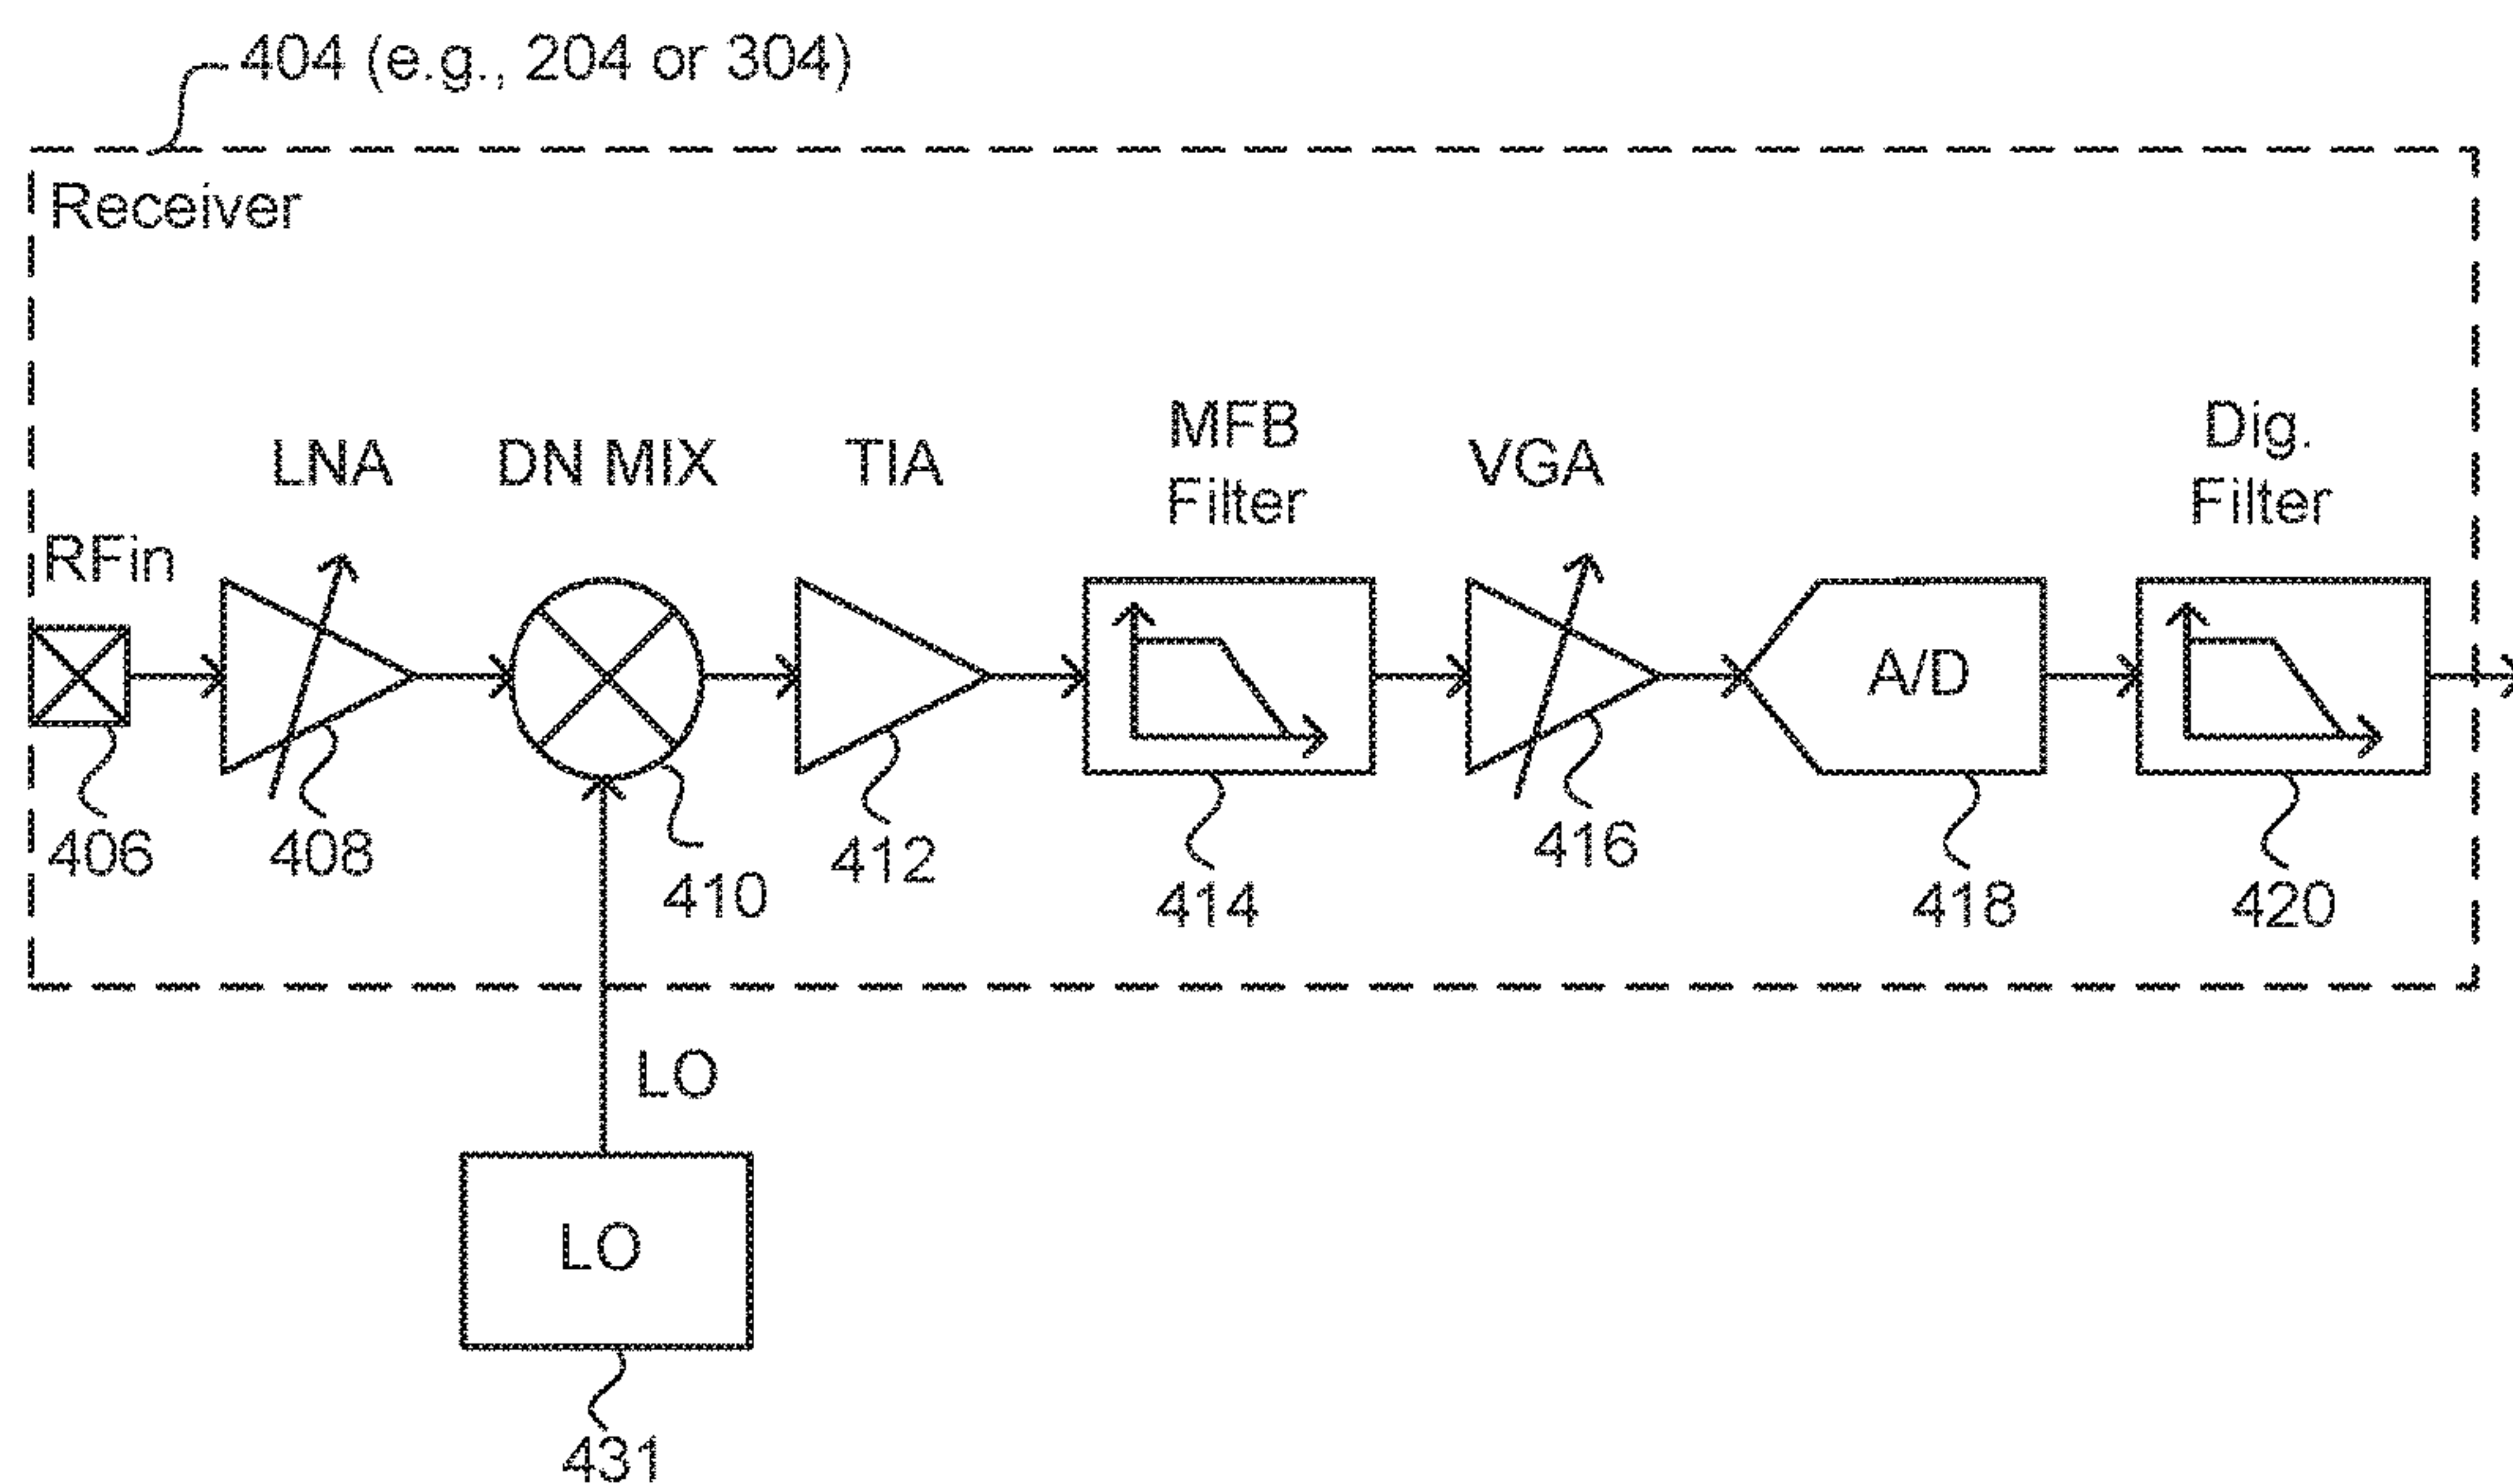 404 (e.g., 204 or 304)
Receiver
RFin
LNA
DN MIX
TIA
MFB
Filter
VGA
Dig.
Filter
A/D
406
408
410
412
414
416
418
420
LO
LO
431